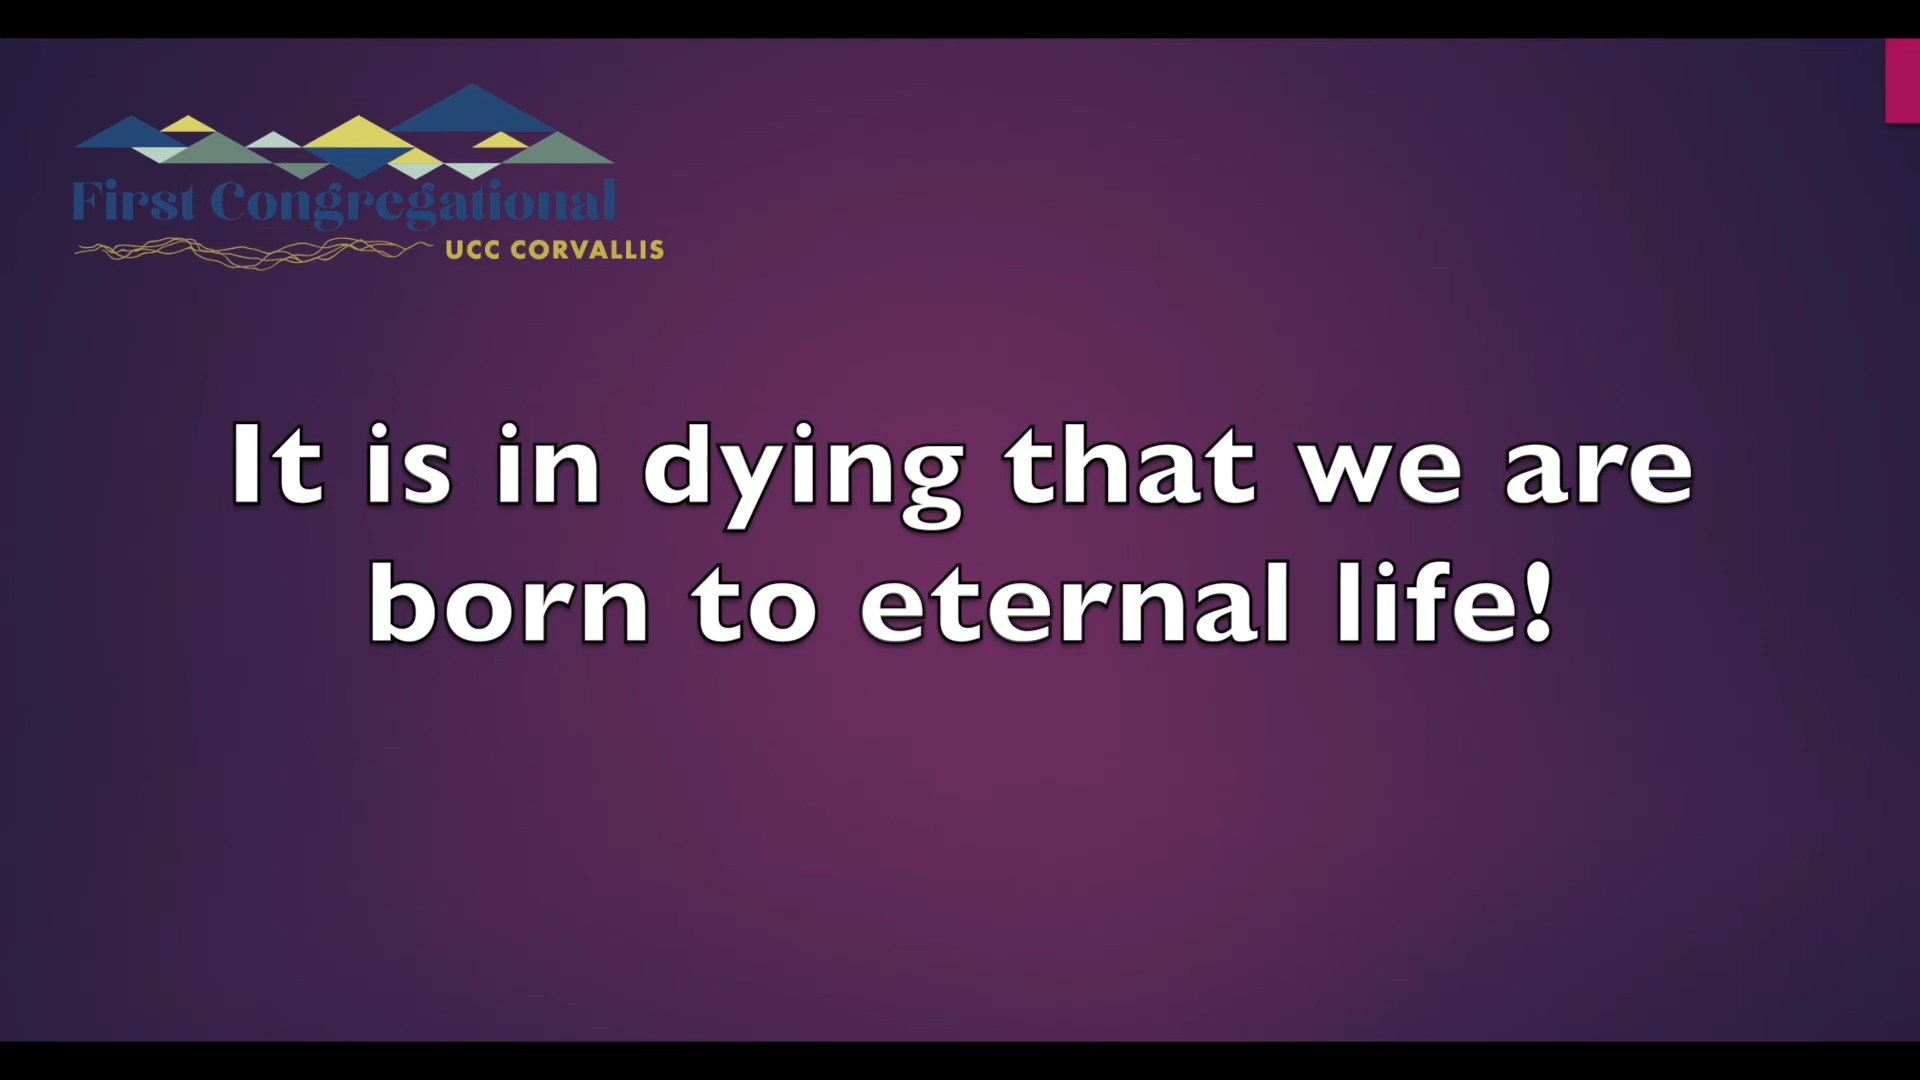 First Congregational
UCC CORVALLIS
It is in dying that we are
born to eternal life!